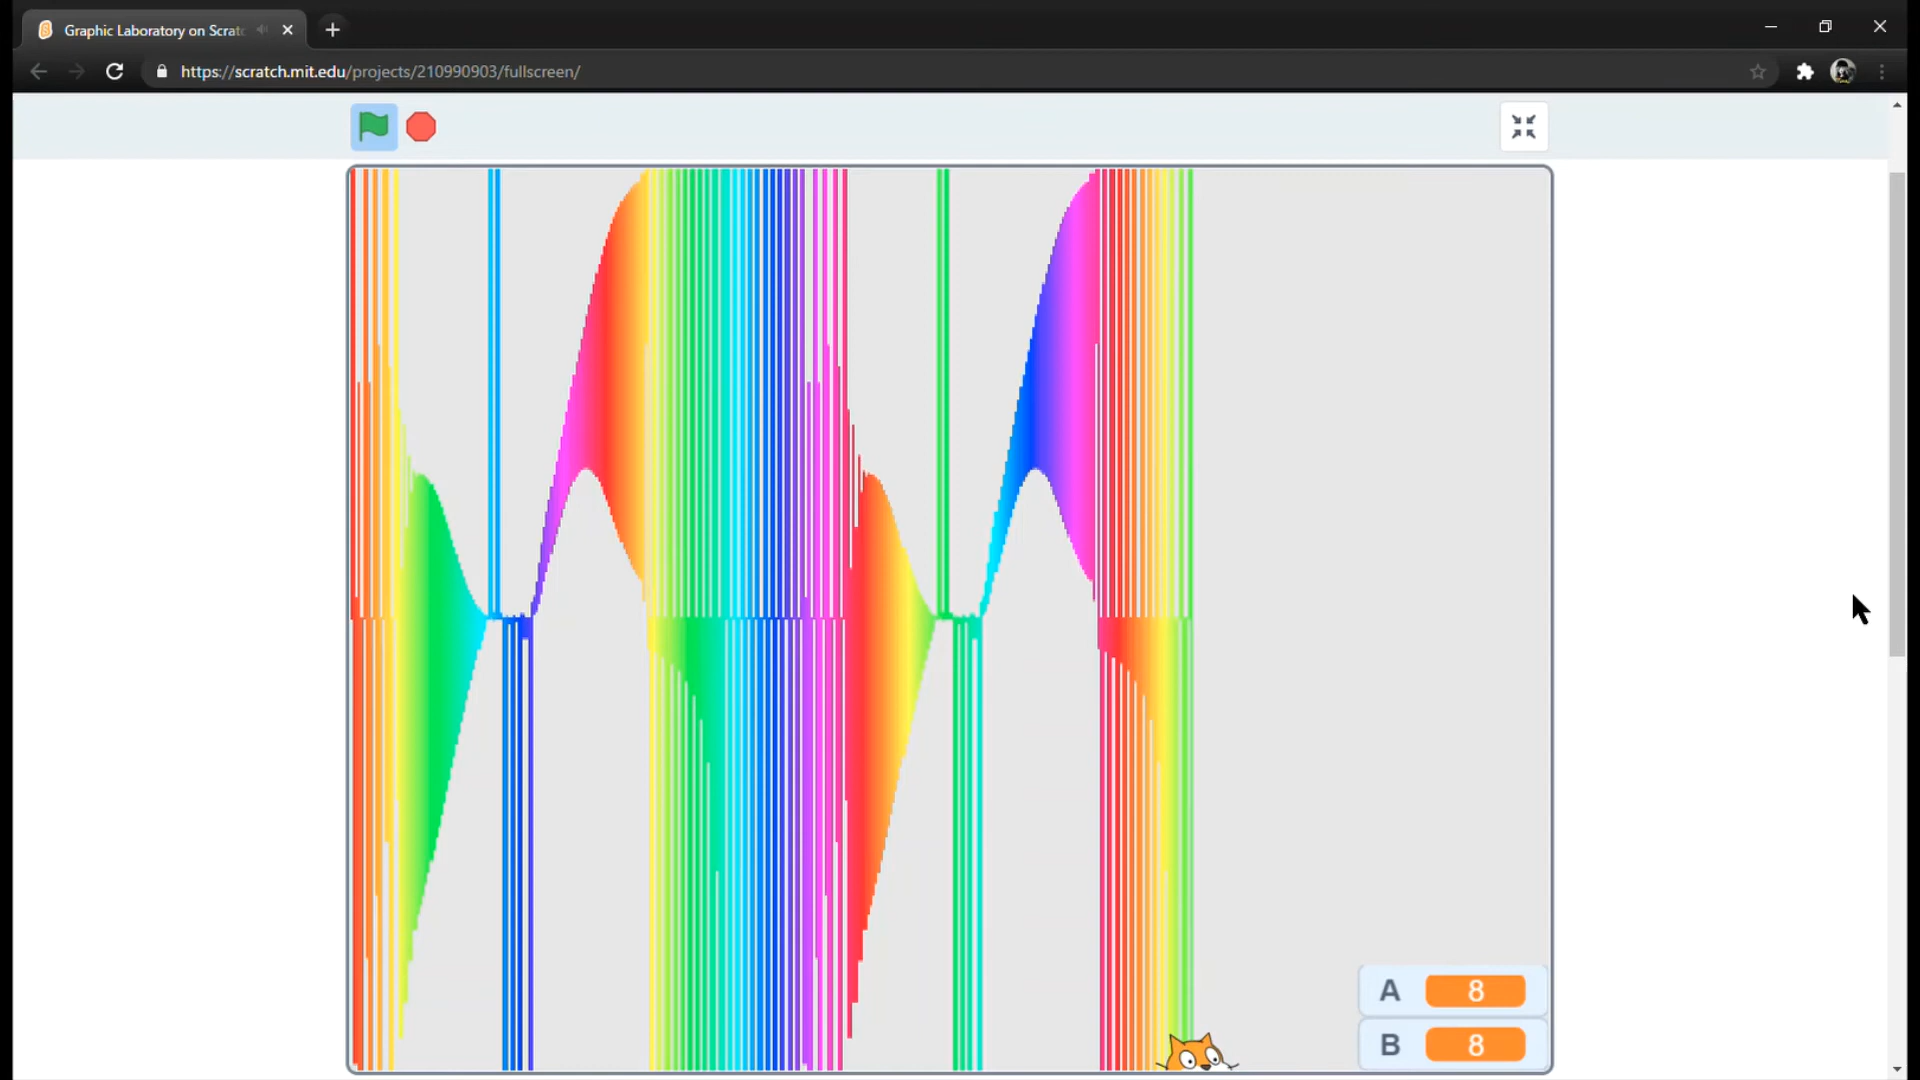 Graphic Laboratory on Scrat
https://scratch.mit.edu/projects/210990903/fullscreen/
A 8
B 8